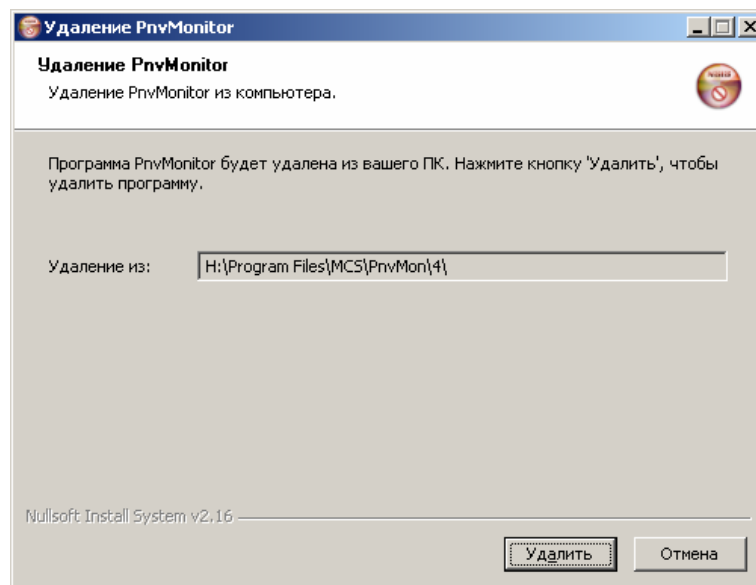 Удаление PnvMonitor
Удаление PnvMonitor
Удаление PnvMonitor из компьютера.
Программа PnvMonitor будет удалена из вашего ПК. Нажмите кнопку 'Удалить', чтобы
удалить программу.
Удаление из: H:\Program Files\MCS\PnvMon\4\
Nullsoft Install System v2.16
Удалить Отмена